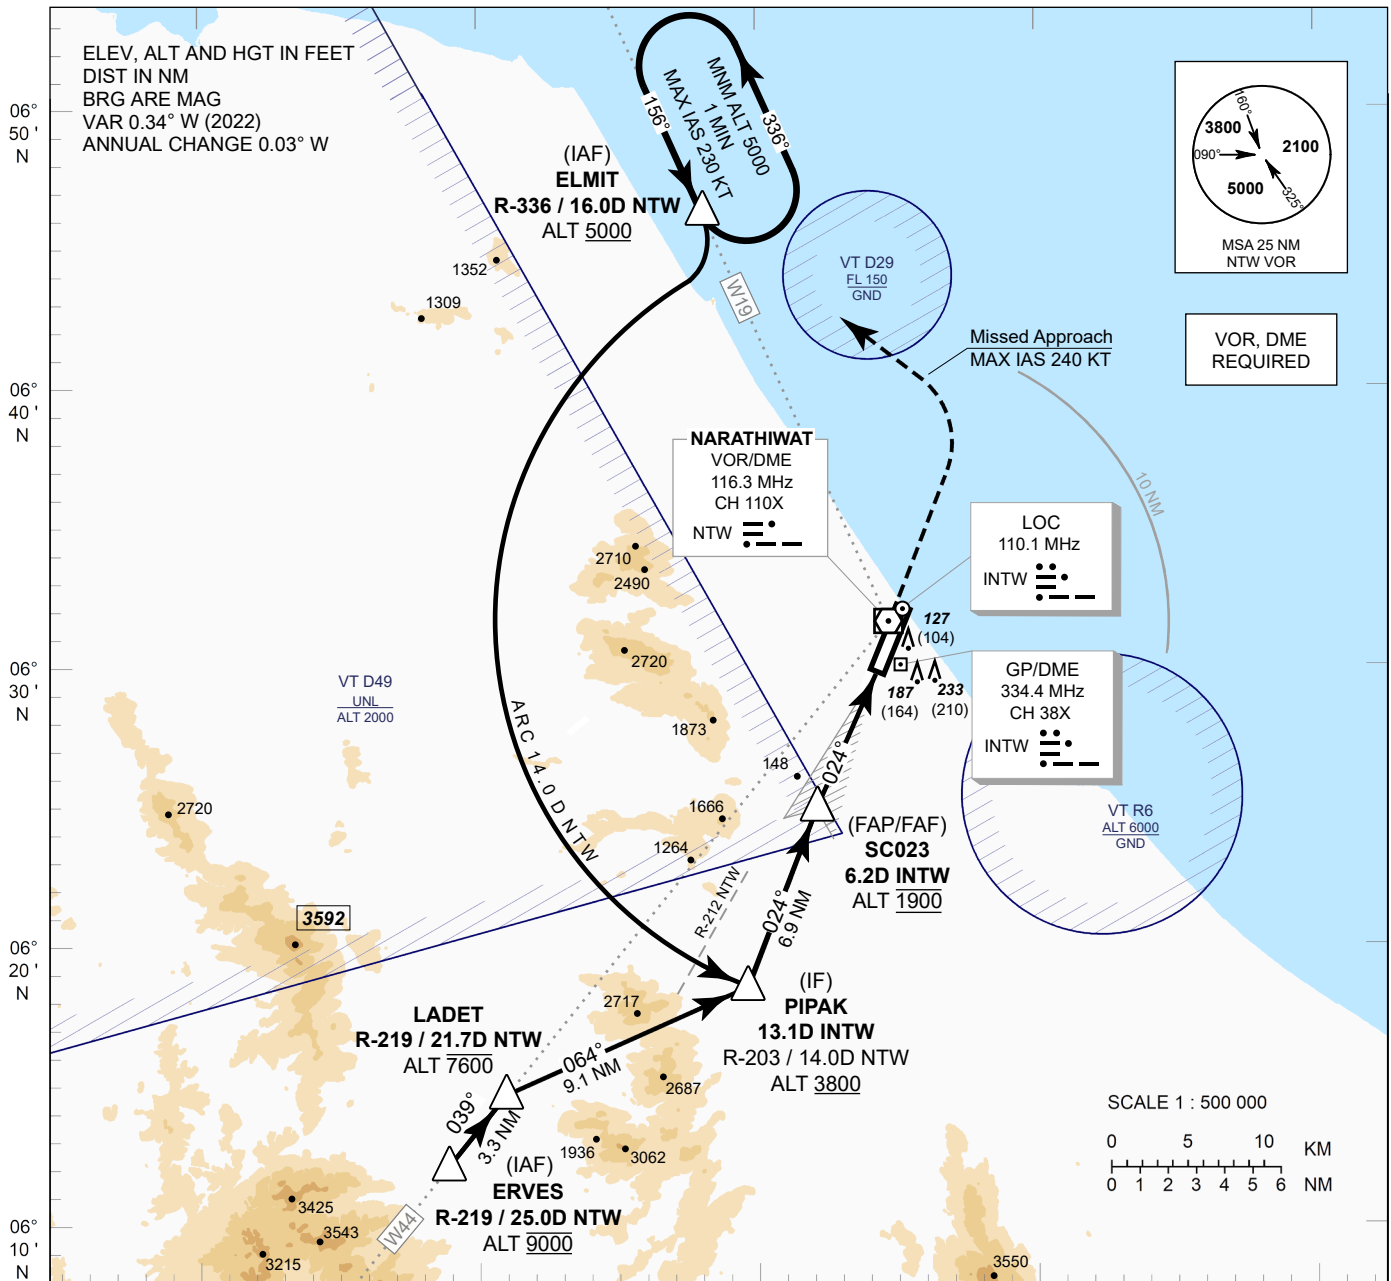 ELEV, ALT AND HGT IN FEET
DIST IN NM
BRG ARE MAG
VAR 0.34° W (2022)
ANNUAL CHANGE 0.03° W
06°
50 '
N
06°
40 '
N
06°
30 '
N
06°
20 '
N
06°
10 '
N
(IAF)
ELMIT
R-336 / 16.0D NTW
ALT 5000
156°
MAX IAS 230 KT
1 MIN
MNM ALT 5000
336°
160°
3800
2100
090°
5000
325°
MSA 25 NM
NTW VOR
VOR, DME
REQUIRED
VT D29
FL 150
GND
W19
Missed Approach
MAX IAS 240 KT
10 NM
1352
1309
NARATHIWAT
VOR/DME
116.3 MHz
CH 110X
NTW
LOC
110.1 MHz
INTW
GP/DME
334.4 MHz
CH 38X
INTW
127
(104)
187
(164)
233
(210)
2710
2490
2720
1873
148
1666
1264
VT D49
UNL
ALT 2000
ARC 14.0 D NTW
2720
3592
024°
(FAP/FAF)
SC023
6.2D INTW
ALT 1900
VT R6
ALT 6000
GND
R-212 NTW
024°
6.9 NM
(IF)
PIPAK
13.1D INTW
R-203 / 14.0D NTW
ALT 3800
LADET
R-219 / 21.7D NTW
ALT 7600
2717
2687
064°
9.1 NM
039°
3.3 NM
1936
3062
(IAF)
ERVES
R-219 / 25.0D NTW
ALT 9000
W44
3425
3543
3215
3550
SCALE 1 : 500 000
0 5 10 KM
0 1 2 3 4 5 6 NM